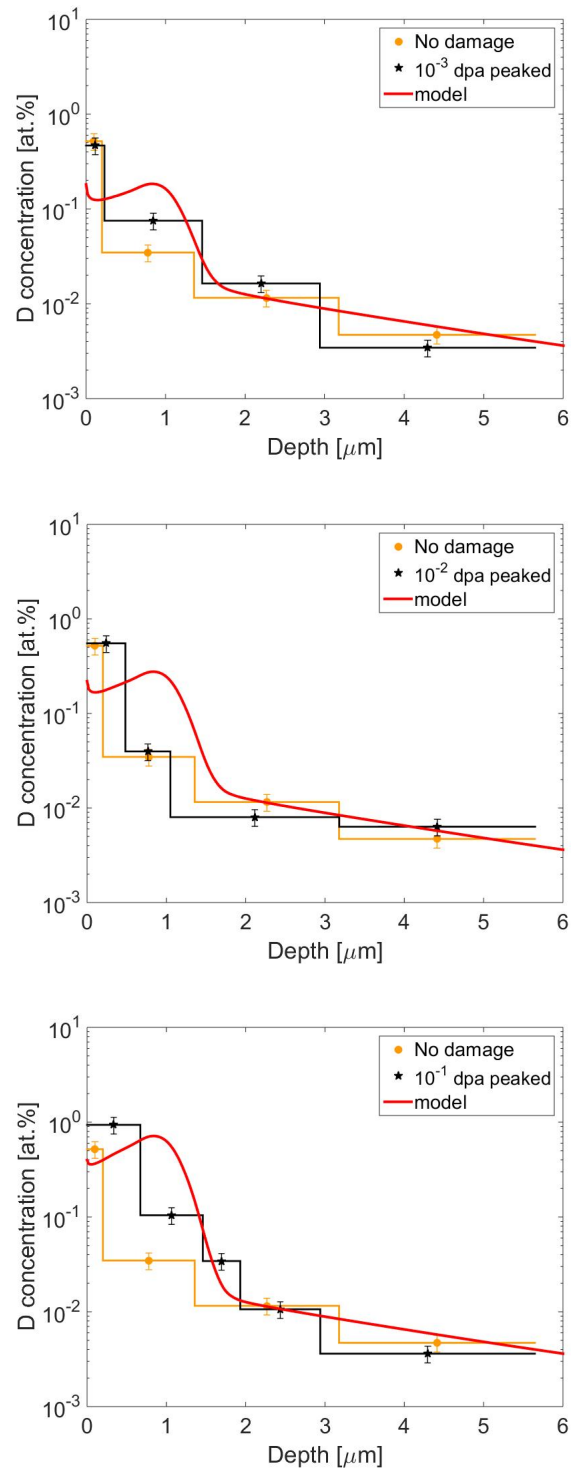 10^1
No damage
10^-3 dpa peaked
model
10^0
10^-1
10^-2
10^-3
D concentration [at.%]
0 1 2 3 4 5 6
Depth [μm]
10^1
No damage
10^-2 dpa peaked
model
10^0
10^-1
10^-2
10^-3
D concentration [at.%]
0 1 2 3 4 5 6
Depth [μm]
10^1
No damage
10^-1 dpa peaked
model
10^0
10^-1
10^-2
10^-3
D concentration [at.%]
0 1 2 3 4 5 6
Depth [μm]